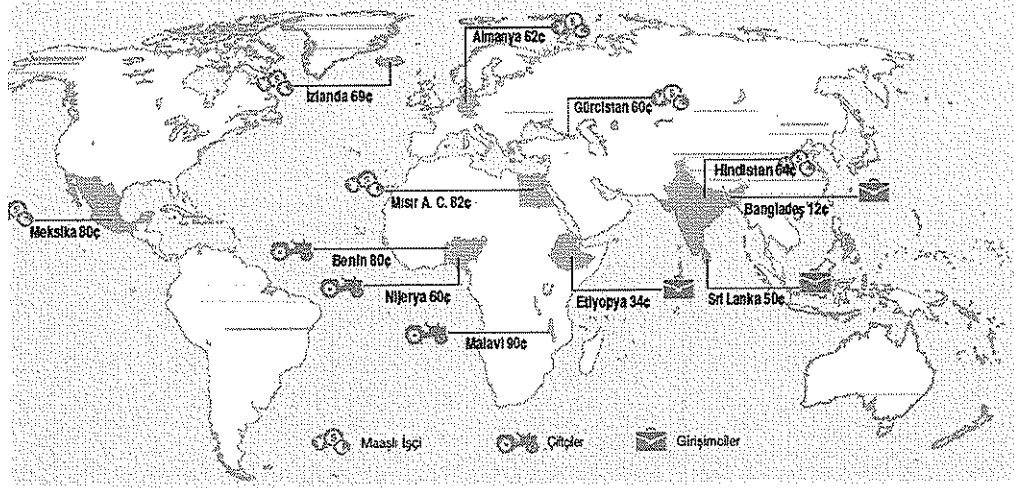 Almanya 62¢
İzlanda 69¢
Gürcistan 60¢
Hindistan 64¢
Mısır A. C. 82¢
Bangladeş 12¢
Meksika 80¢
Benin 80¢
Nijerya 60¢
Etiyopya 34¢
Sri Lanka 50¢
Malavi 90¢
Maaşlı İşçi
Çiftçiler
Girişimciler